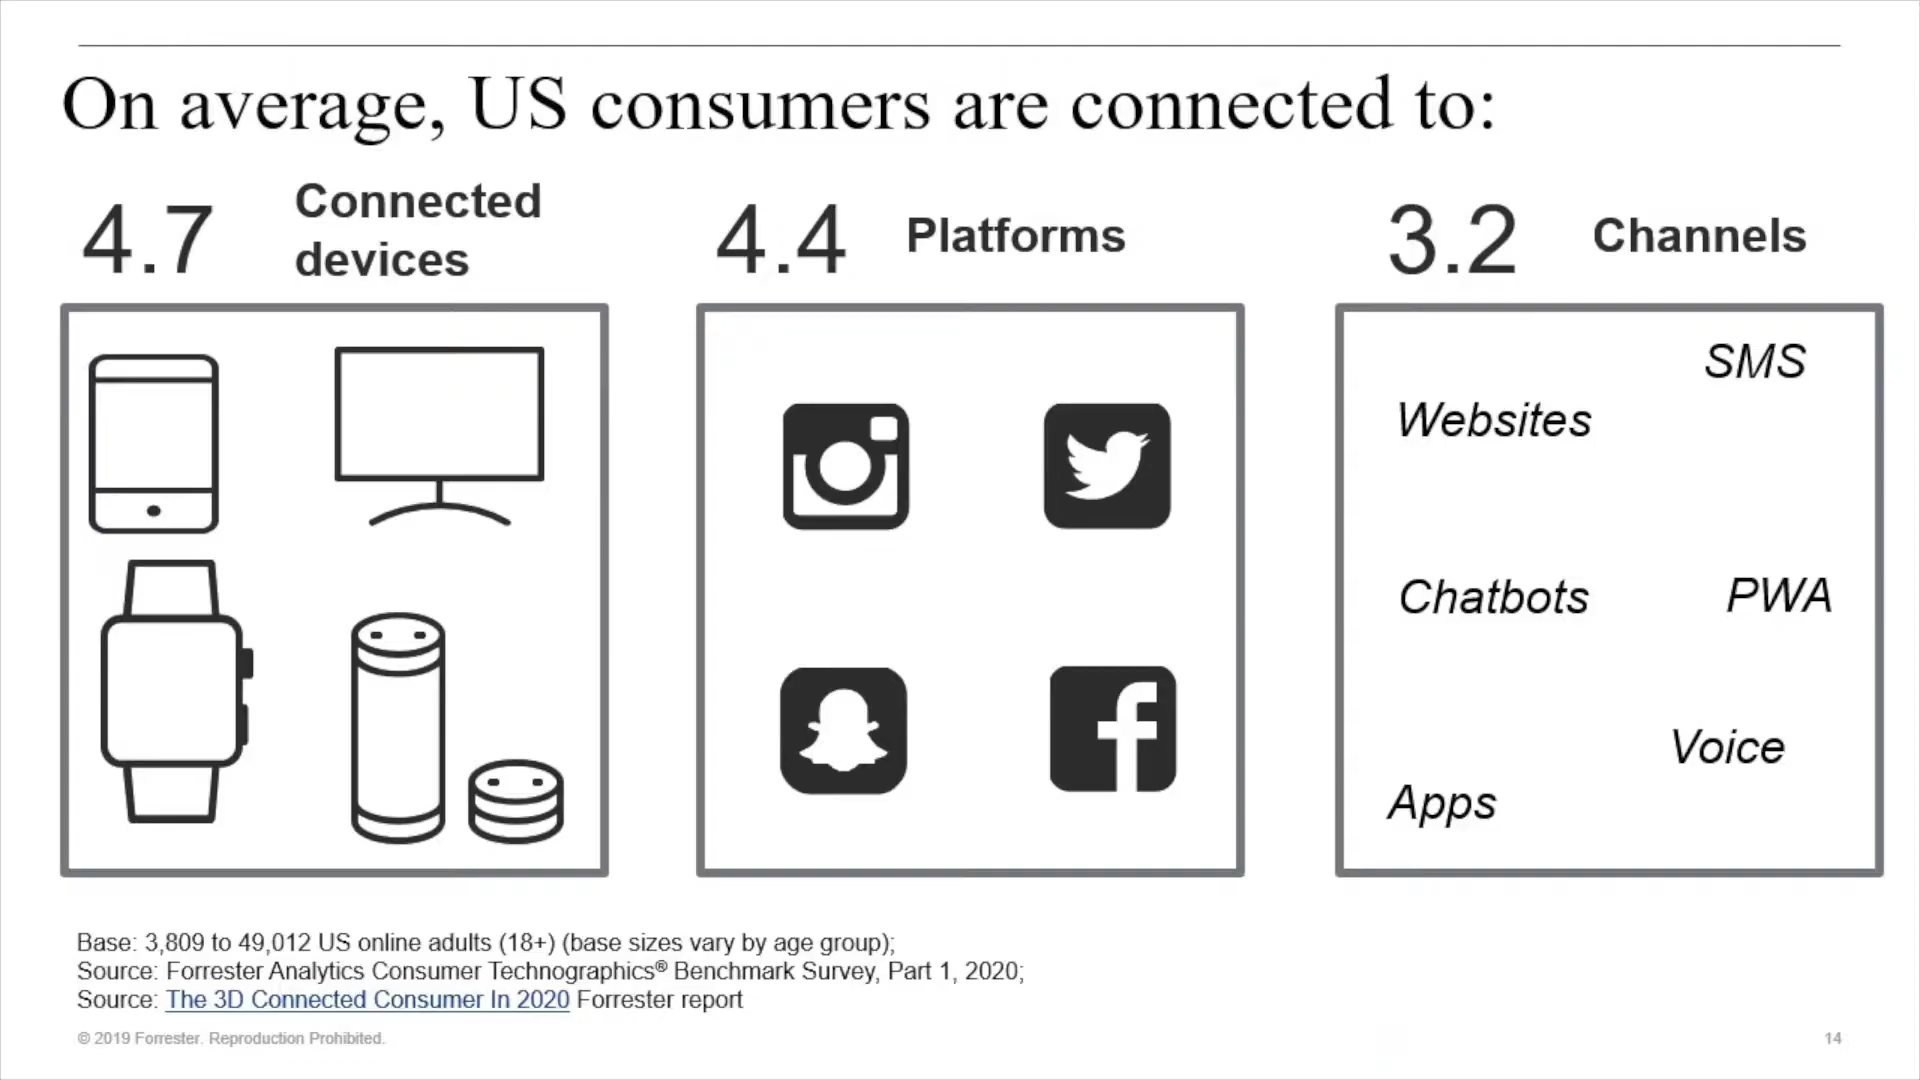 On average, US consumers are connected to:
4.7
Connected
devices
4.4
Platforms
3.2
Channels
SMS
Websites
Chatbots
PWA
Voice
Apps
Base: 3,809 to 49,012 US online adults (18+) (base sizes vary by age group);
Source: Forrester Analytics Consumer Technographics® Benchmark Survey, Part 1, 2020;
Source: The 3D Connected Consumer In 2020 Forrester report
© 2019 Forrester. Reproduction Prohibited.
14